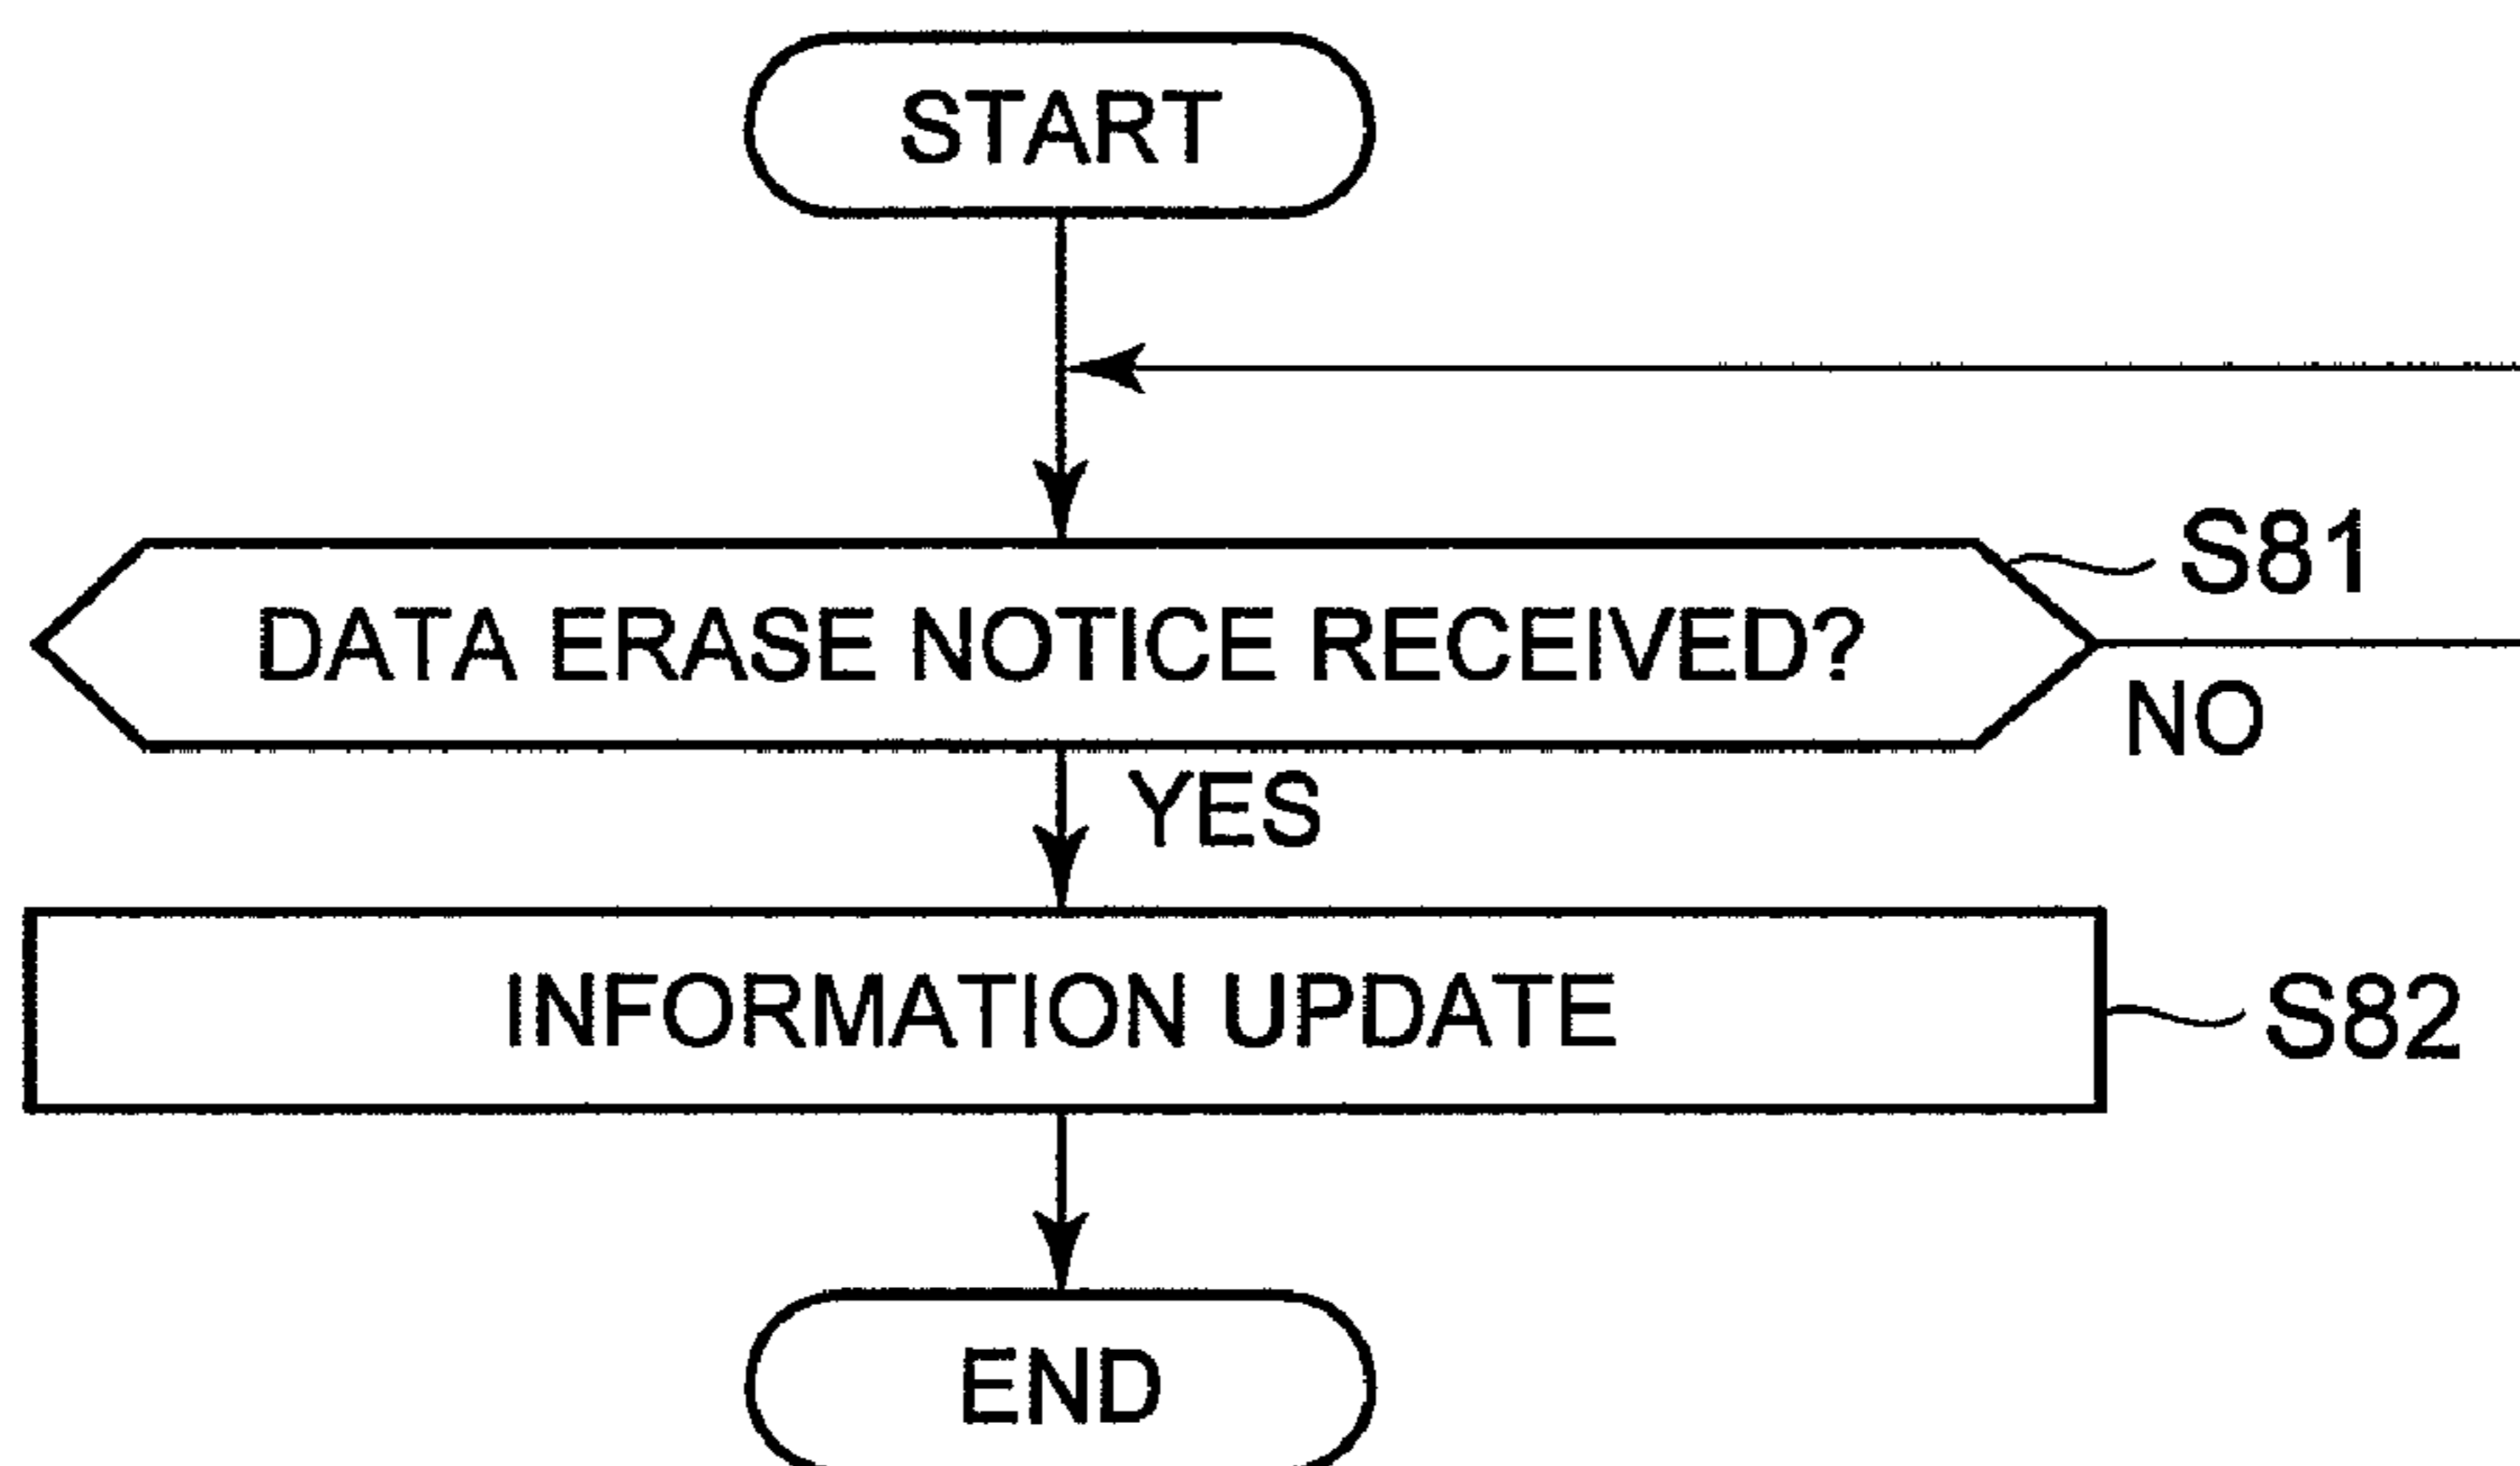 START
S81
DATA ERASE NOTICE RECEIVED?
NO
YES
INFORMATION UPDATE
S82
END